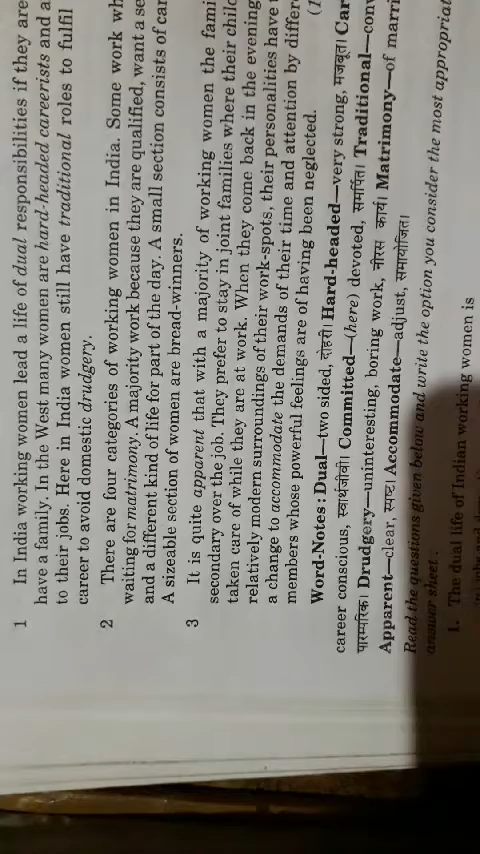 1 In India working women lead a life of dual responsibilities if they are
have a family. In the West many women are hard-headed careerists and a
to their jobs. Here in India women still have traditional roles to fulfil
career to avoid domestic drudgery.
2 There are four categories of working women in India. Some work wh
waiting for matrimony. A majority work because they are qualified, want a se
and a different kind of life for part of the day. A small section consists of car
A sizeable section of women are bread-winners.
3 It is quite apparent that with a majority of working women the fami
secondary over the job. They prefer to stay in joint families where their chil
taken care of while they are at work. When they come back in the evening
relatively modern surroundings of their work-spots, their personalities have
a change to accommodate the demands of their time and attention by differe
members whose powerful feelings are of having been neglected. (1
Word-Notes : Dual—two sided, दोहरी। Hard-headed—very strong, मजबूत। Car
career conscious, स्वार्थजीवी। Committed—(here) devoted, समर्पित। Traditional—conv
पारम्परिक। Drudgery—uninteresting, boring work, नीरस कार्य। Matrimony—of marri
Apparent—clear, स्पष्ट। Accommodate—adjust, समायोजित।
Read the questions given below and write the option you consider the most appropriat
answer sheet.
1. The dual life of Indian working women is